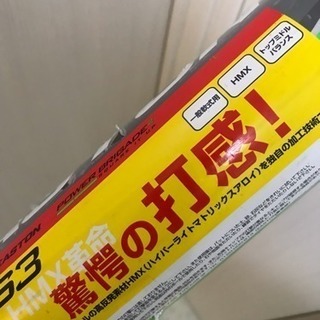 EASTON POWER BRIGADE
一般軟式用
HMX
トップミドル
バランス
S3
HMX革命
驚愕の打感!
ルの高反発素材HMX(ハイパーライトマトリックスアロイ)を独自の加工技術